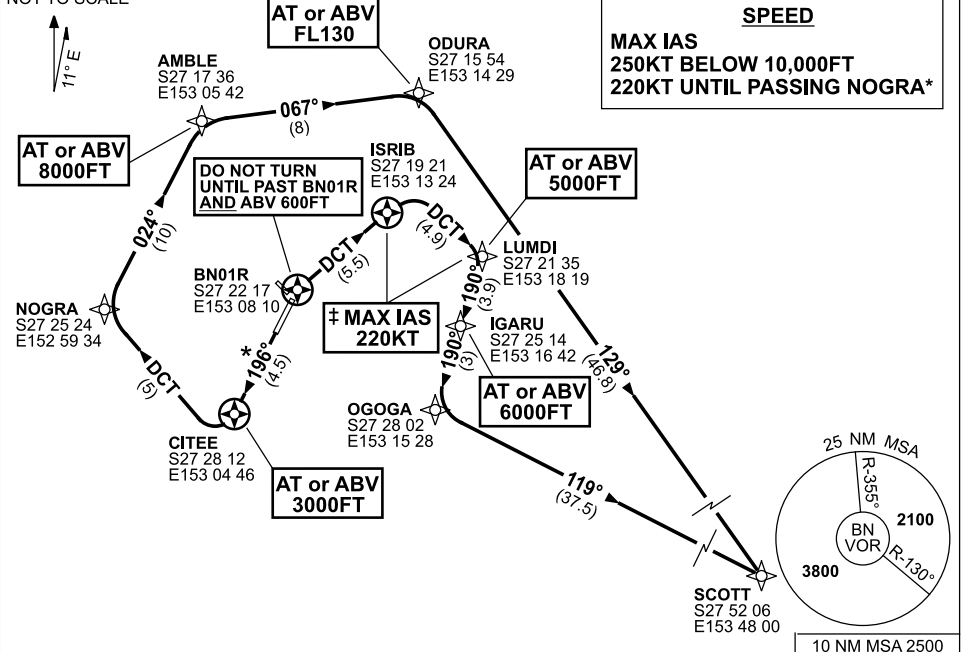 NOT TO SCALE
11° E
AT or ABV
FL130
SPEED
MAX IAS
250KT BELOW 10,000FT
220KT UNTIL PASSING NOGRA*
AMBLE
S27 17 36
E153 05 42
ODURA
S27 15 54
E153 14 29
067°
(8)
AT or ABV
8000FT
DO NOT TURN
UNTIL PAST BN01R
AND ABV 600FT
ISRIB
S27 19 21
E153 13 24
AT or ABV
5000FT
024°
(10)
DCT
(5.5)
DCT
(4.9)
LUMDI
S27 21 35
E153 18 19
BN01R
S27 22 17
E153 08 10
NOGRA
S27 25 24
E152 59 34
‡ MAX IAS
220KT
190°
(3.9)
IGARU
S27 25 14
E153 16 42
*
196°
(4.5)
190°
(3)
129°
(46.8)
DCT
(5)
AT or ABV
6000FT
OGOGA
S27 28 02
E153 15 28
CITEE
S27 28 12
E153 04 46
AT or ABV
3000FT
119°
(37.5)
25 NM MSA
R-355°
2100
BN
VOR
R-130°
3800
SCOTT
S27 52 06
E153 48 00
10 NM MSA 2500